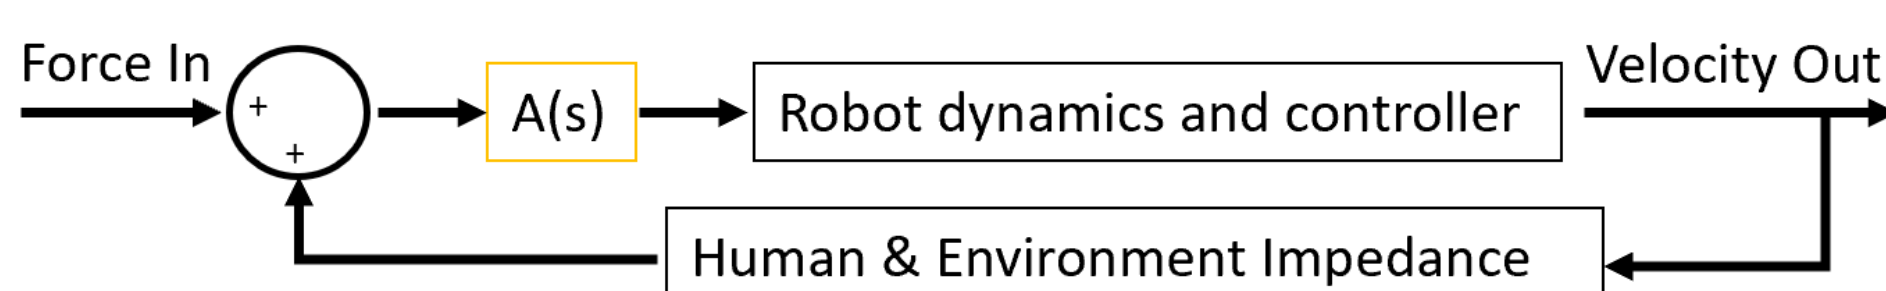 Force In
Velocity Out
+
A(s)
Robot dynamics and controller
+
Human & Environment Impedance